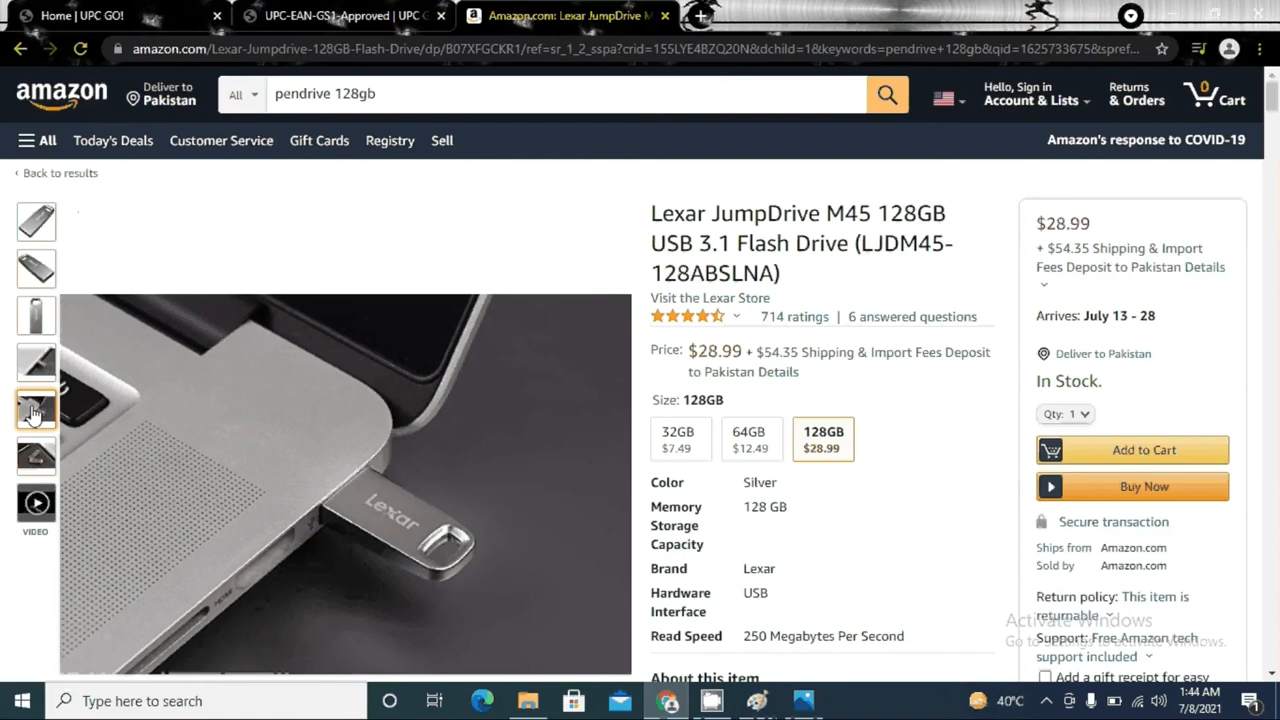 Home | UPC GO!
UPC-EAN-GS1-Approved | UPC G
Amazon.com: Lexar JumpDrive M
amazon.com/Lexar-Jumpdrive-128GB-Flash-Drive/dp/B07XFGCKR1/ref=sr_1_2_sspa?crid=155LYE4BZQ20N&dchild=1&keywords=pendrive+128gb&qid=1625733675&spref...
amazon
Deliver to
Pakistan
All
pendrive 128gb
Hello, Sign in
Account & Lists
Returns
& Orders
0
Cart
All
Today's Deals
Customer Service
Gift Cards
Registry
Sell
Amazon's response to COVID-19
‹ Back to results
VIDEO
Lexar
HDMI
Lexar JumpDrive M45 128GB
USB 3.1 Flash Drive (LJDM45-
128ABSLNA)
Visit the Lexar Store
714 ratings | 6 answered questions
Price: $28.99 + $54.35 Shipping & Import Fees Deposit
to Pakistan Details
Size: 128GB
32GB
$7.49
64GB
$12.49
128GB
$28.99
Color Silver
Memory 128 GB
Storage
Capacity
Brand Lexar
Hardware USB
Interface
Read Speed 250 Megabytes Per Second
About this item
$28.99
+ $54.35 Shipping & Import
Fees Deposit to Pakistan Details
Arrives: July 13 - 28
Deliver to Pakistan
In Stock.
Qty: 1
Add to Cart
Buy Now
Secure transaction
Ships from Amazon.com
Sold by Amazon.com
Return policy: This item is
returnable
Activate Windows
Go to Settings to activate Windows.
Support: Free Amazon tech
support included
Add a gift receipt for easy
Type here to search
40°C
1:44 AM
7/8/2021
1